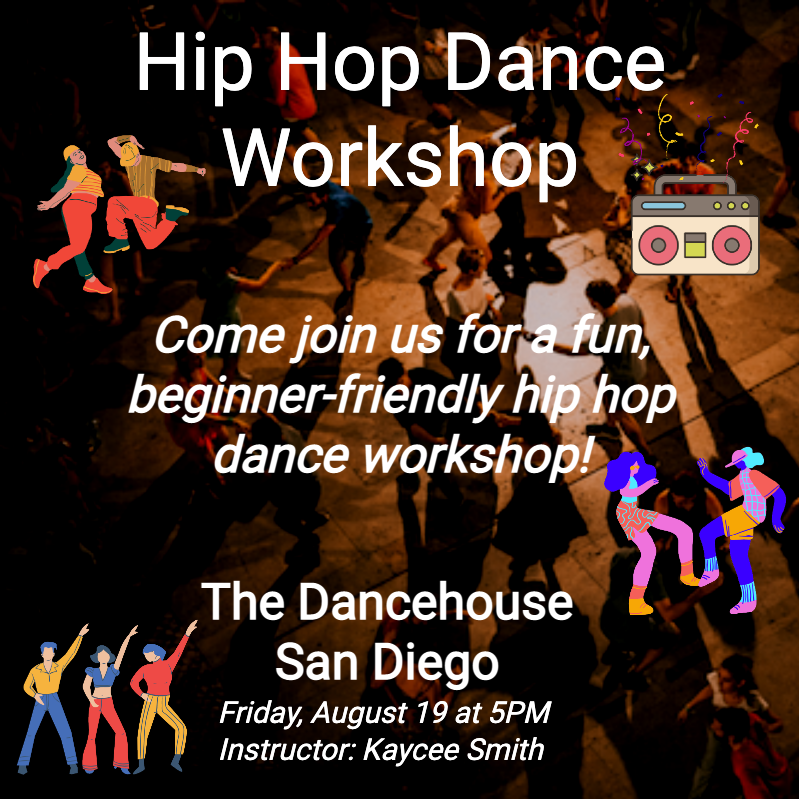 Hip Hop Dance
Workshop
Come join us for a fun,
beginner-friendly hip hop
dance workshop!
The Dancehouse
San Diego
Friday, August 19 at 5PM
Instructor: Kaycee Smith